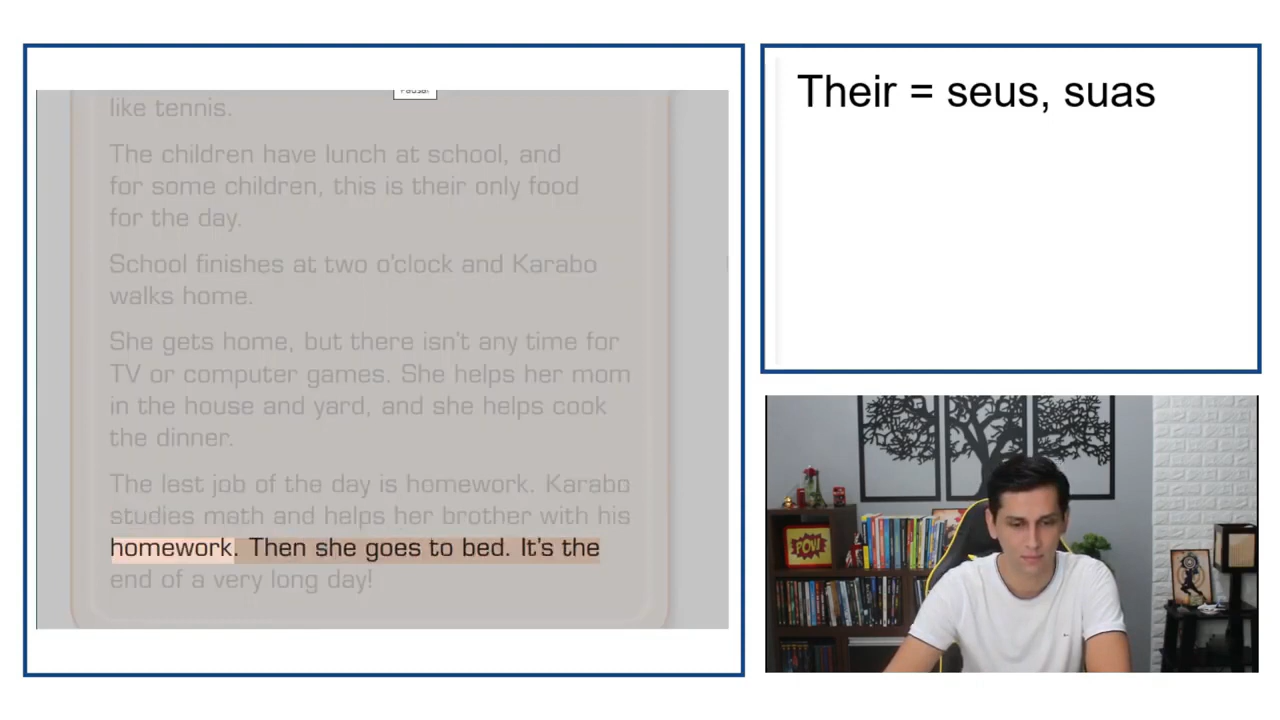 Pause!
like tennis.
The children have lunch at school, and
for some children, this is their only food
for the day.
School finishes at two o'clock and Karabo
walks home.
She gets home, but there isn't any time for
TV or computer games. She helps her mom
in the house and yard, and she helps cook
the dinner.
The last job of the day is homework. Karabo
studies math and helps her brother with his
homework. Then she goes to bed. It's the
end of a very long day!
Their = seus, suas
POW!